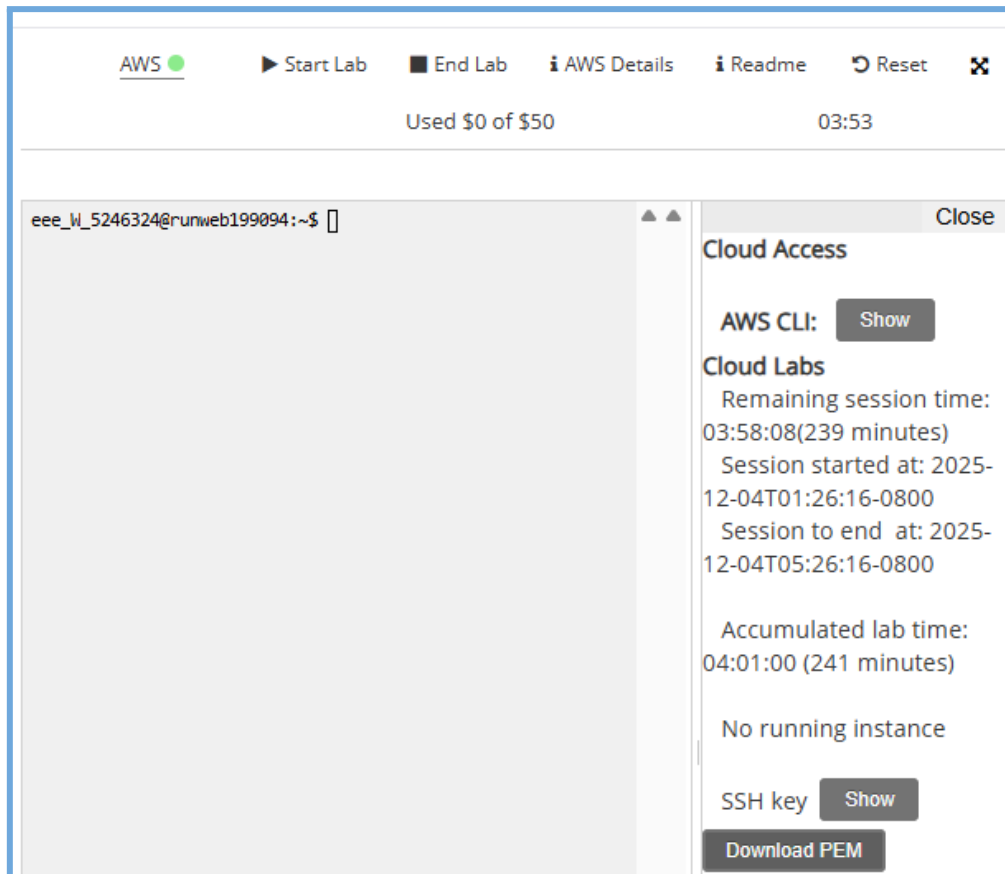 AWS Start Lab End Lab i AWS Details i Readme Reset
Used $0 of $50 03:53
eee_W_5246324@runweb199094:~$
Close
Cloud Access
AWS CLI: Show
Cloud Labs
Remaining session time:
03:58:08(239 minutes)
Session started at: 2025-
12-04T01:26:16-0800
Session to end at: 2025-
12-04T05:26:16-0800
Accumulated lab time:
04:01:00 (241 minutes)
No running instance
SSH key Show
Download PEM